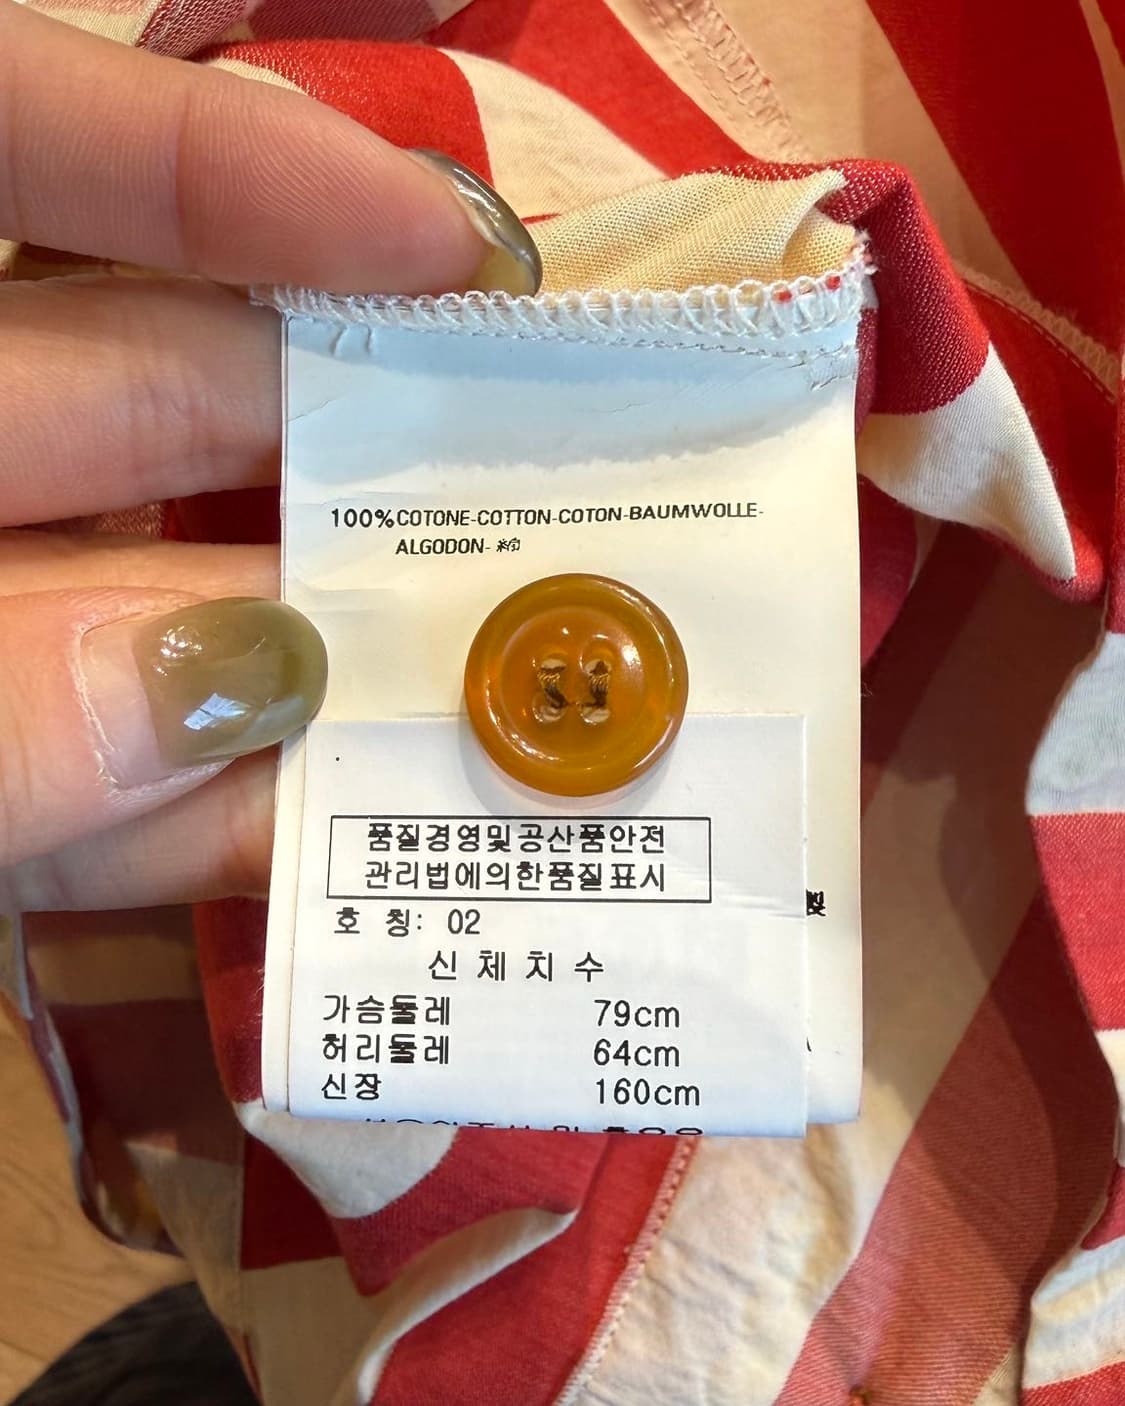 100% COTONE-COTTON-COTON-BAUMWOLLE-
ALGODON- 綿
품질경영및공산품안전
관리법에의한품질표시
호 칭: 02
신 체 치 수
가슴둘레 79cm
허리둘레 64cm
신장 160cm
製